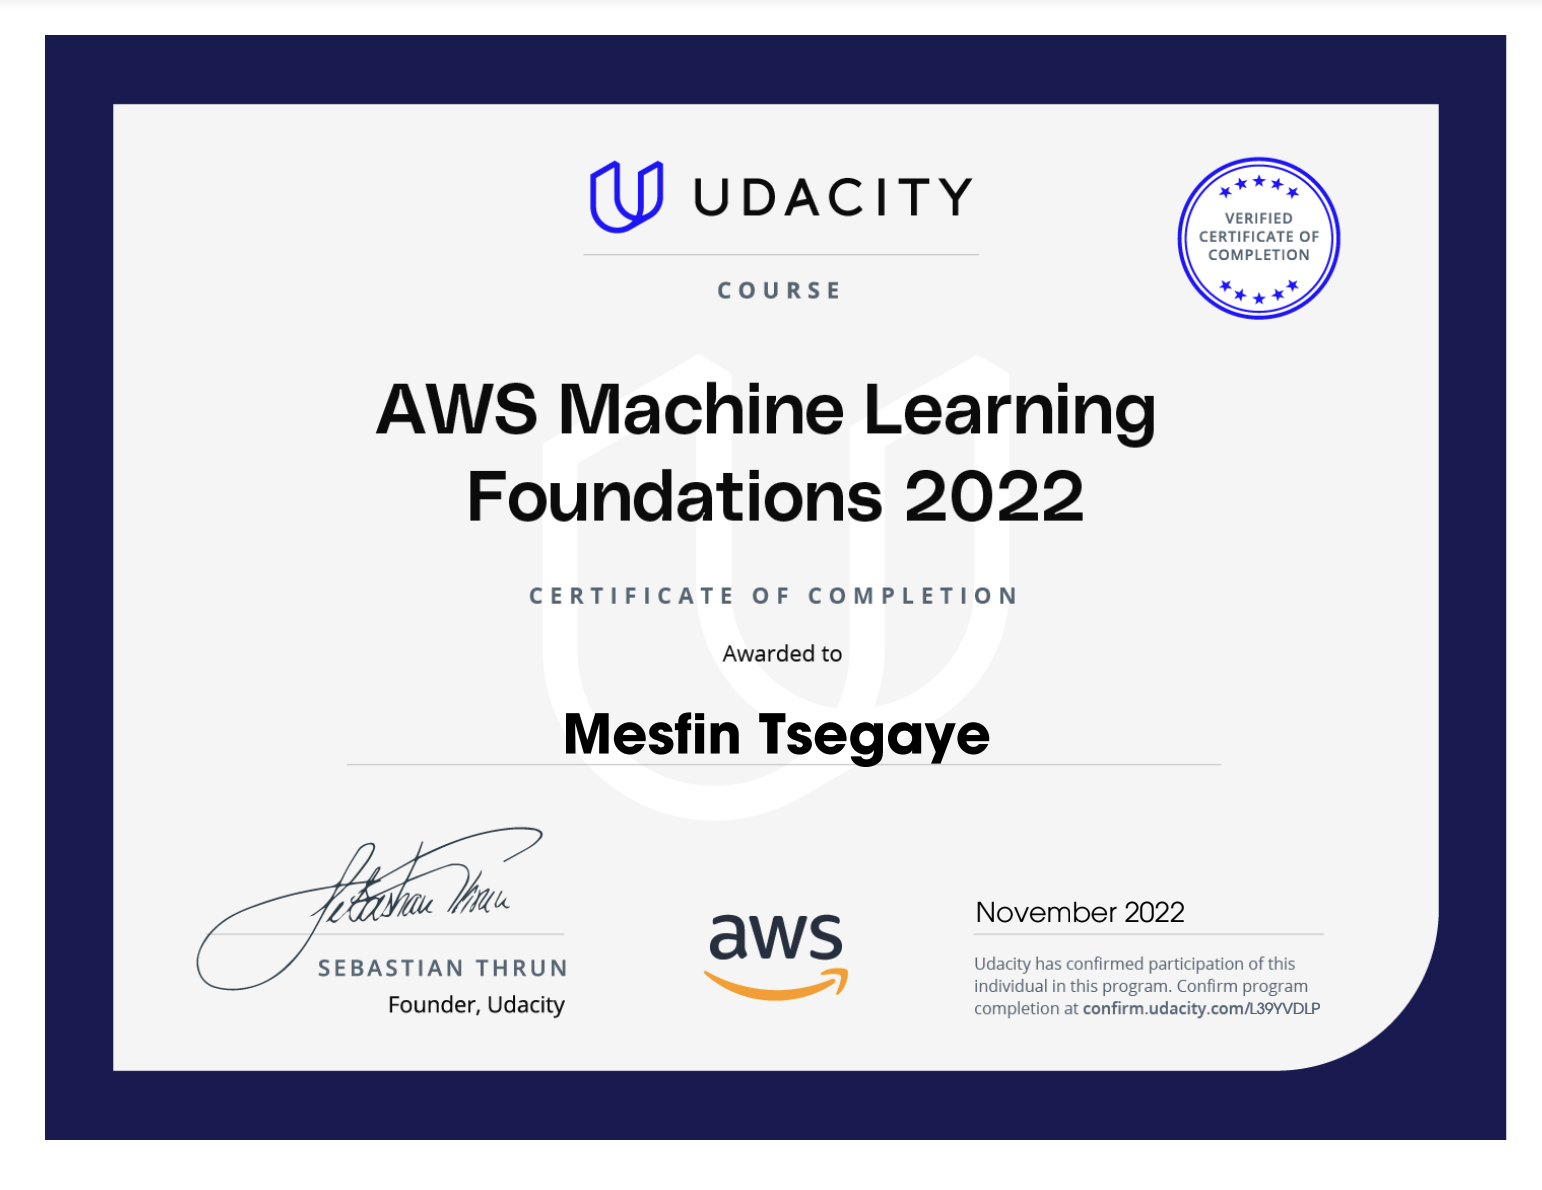 UDACITY
VERIFIED
CERTIFICATE OF
COMPLETION
COURSE
AWS Machine Learning
Foundations 2022
CERTIFICATE OF COMPLETION
Awarded to
Mesfin Tsegaye
Sebastian Thrun
SEBASTIAN THRUN
Founder, Udacity
aws
November 2022
Udacity has confirmed participation of this
individual in this program. Confirm program
completion at confirm.udacity.com/L39YVDLP